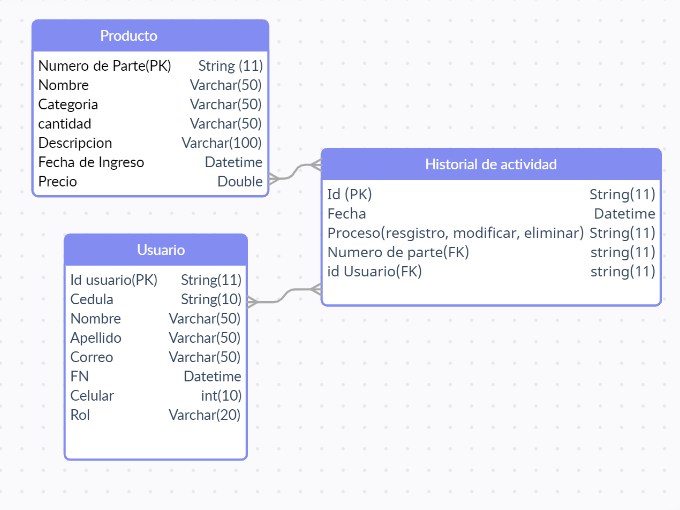 Producto
Numero de Parte(PK) String (11)
Nombre Varchar(50)
Categoria Varchar(50)
cantidad Varchar(50)
Descripcion Varchar(100)
Fecha de Ingreso Datetime
Precio Double
Historial de actividad
Id (PK) String(11)
Fecha Datetime
Proceso(resgistro, modificar, eliminar) String(11)
Numero de parte(FK) string(11)
id Usuario(FK) string(11)
Usuario
Id usuario(PK) String(11)
Cedula String(10)
Nombre Varchar(50)
Apellido Varchar(50)
Correo Varchar(50)
FN Datetime
Celular int(10)
Rol Varchar(20)